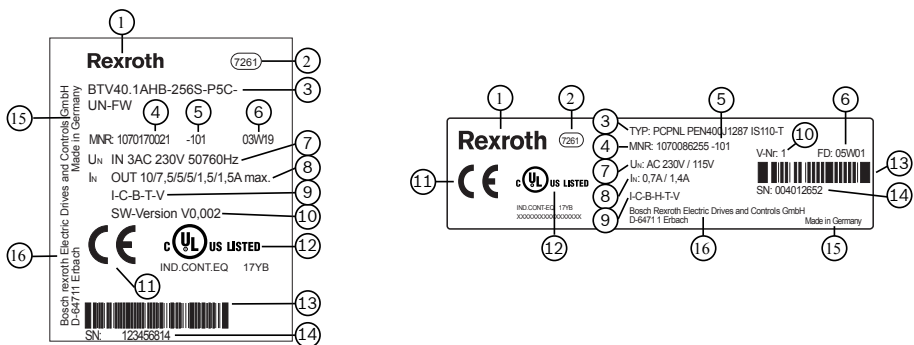 1
Rexroth
7261
2
BTV40.1AHB-256S-P5C-
3
UN-FW
4
5
6
15
MNR: 1070170021 -101 03W19
7
UN IN 3AC 230V 50760Hz
8
IN OUT 10/7,5/5/5/1,5/1,5A max.
I-C-B-T-V
9
SW-Version V0,002
10
C UL US LISTED
12
IND.CONT.EQ 17YB
CE
11
16
Bosch rexroth Electric Drives and Controls GmbH
D-64711 Erbach
Made in Germany
13
SN: 123456814
14
1
2
5
6
Rexroth
7261
3
TYP: PCPNL PEN400J1287 IS110-T
10
4
MNR: 1070086255 -101
V-Nr: 1
FD: 05W01
7
UN: AC 230V / 115V
13
11
CE
C UL US LISTED
8
IN: 0,7A / 1,4A
SN: 004012652
14
9
I-C-B-H-T-V
IND.CONT.EQ 17YB
XXXXXXXXXXXXXXXXX
Bosch Rexroth Electric Drives and Controls GmbH
D-6471 1 Erbach
Made in Germany
12
16
15